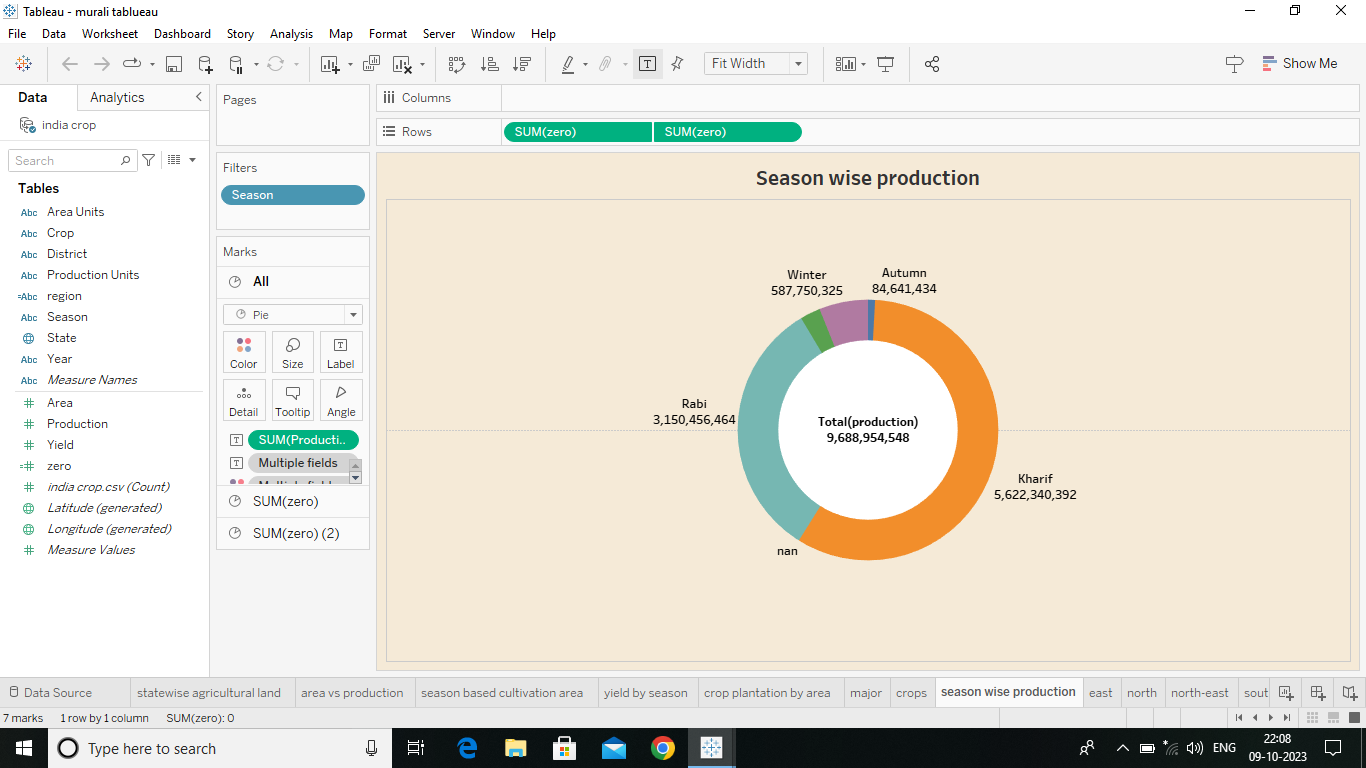 Tableau - murali tablueau
File Data Worksheet Dashboard Story Analysis Map Format Server Window Help
Fit Width
Show Me
Data Analytics
india crop
Search
Tables
Abc Area Units
Abc Crop
Abc District
Abc Production Units
=Abc region
Abc Season
State
Abc Year
Abc Measure Names
# Area
# Production
# Yield
=# zero
# india crop.csv (Count)
Latitude (generated)
Longitude (generated)
# Measure Values
Pages
Filters
Season
Marks
All
Pie
Color Size Label
Detail Tooltip Angle
SUM(Producti..
Multiple fields
SUM(zero)
SUM(zero) (2)
Columns
Rows SUM(zero) SUM(zero)
Season wise production
Winter
587,750,325
Autumn
84,641,434
Rabi
3,150,456,464
Total(production)
9,688,954,548
Kharif
5,622,340,392
nan
Data Source statewise agricultural land area vs production season based cultivation area yield by season crop plantation by area major crops season wise production east north north-east sout
7 marks 1 row by 1 column SUM(zero): 0
Type here to search
ENG
22:08
09-10-2023